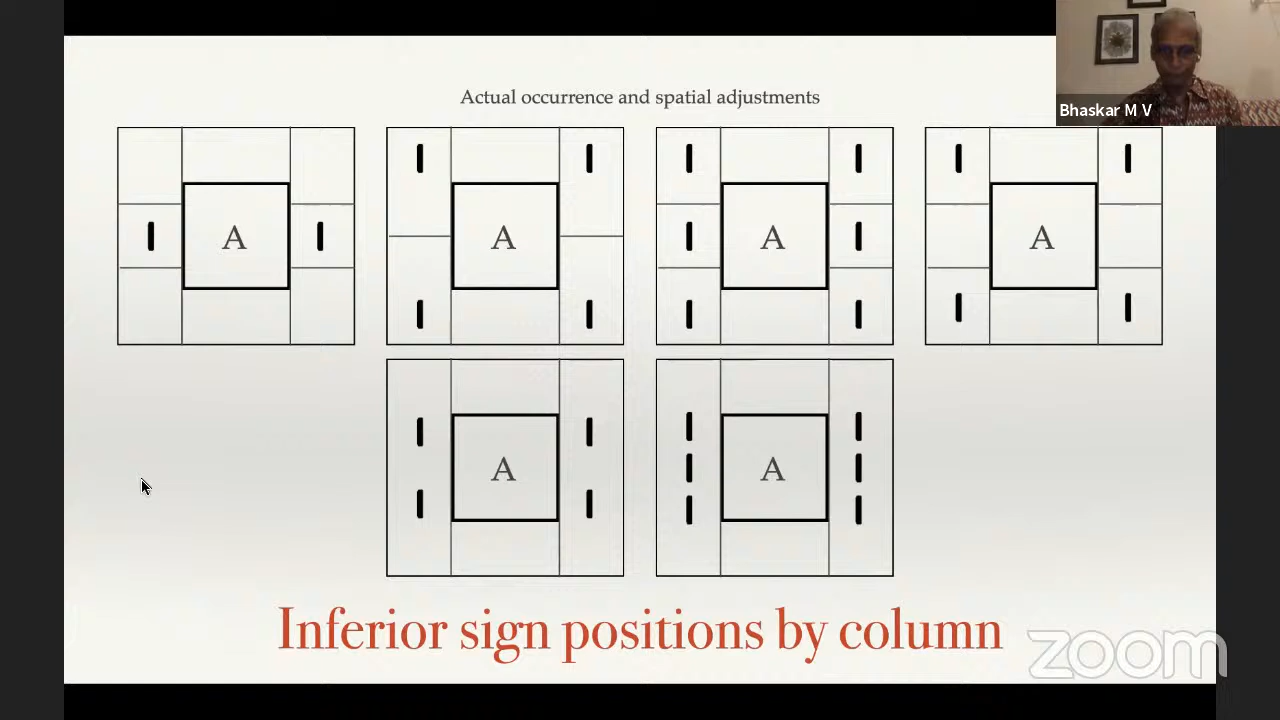 Actual occurrence and spatial adjustments
Bhaskar M V
A A A A
A A
Inferior sign positions by column
zoom